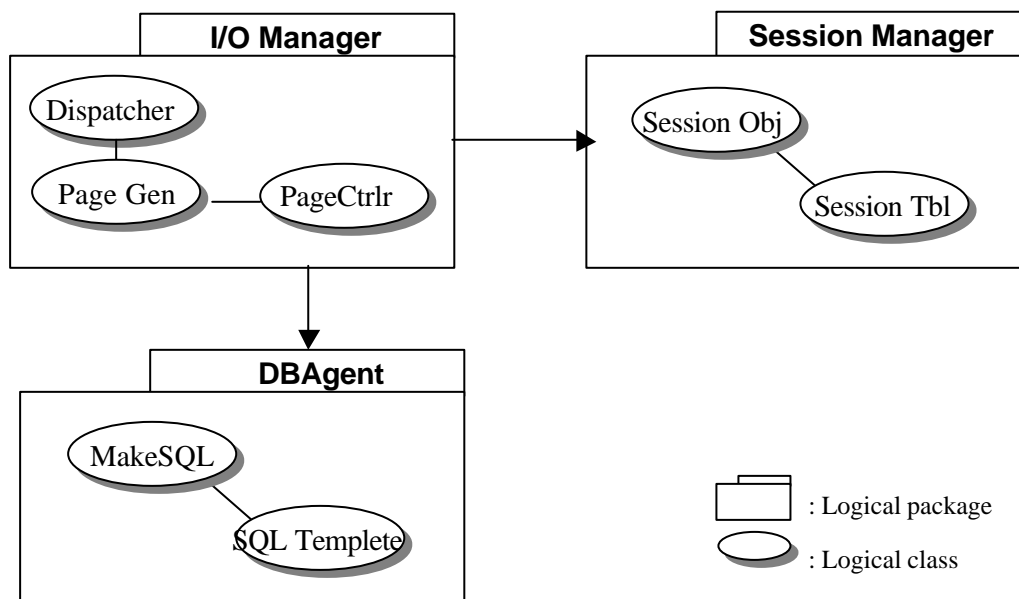 I/O Manager
Dispatcher
Page Gen
PageCtrlr
Session Manager
Session Obj
Session Tbl
DBAgent
MakeSQL
SQL Templete
: Logical package
: Logical class